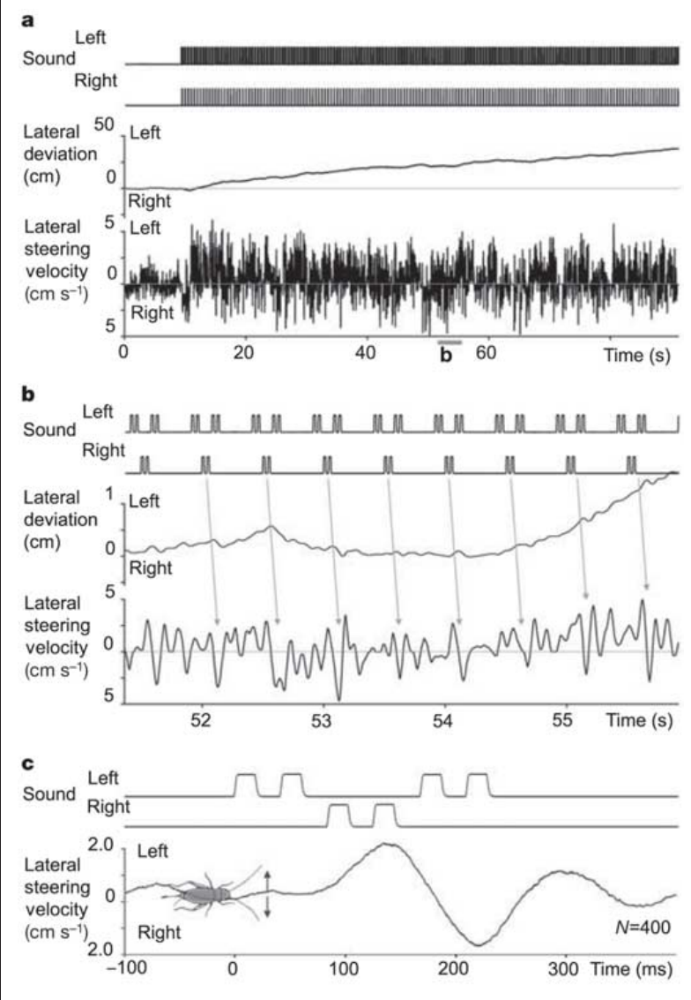 a
Left
Sound
Right
50
Lateral
deviation
(cm)
0
Left
Right
Lateral
steering
velocity
(cm s–1)
5
0
5
Left
Right
0
20
40
b
60
Time (s)
b
Left
Sound
Right
Lateral
deviation
(cm)
1
0
Left
Right
5
Lateral
steering
velocity
(cm s–1)
5
0
5
52
53
54
55
Time (s)
c
Left
Sound
Right
2.0
Left
Lateral
steering
velocity
(cm s–1)
0
Right
2.0
N=400
–100
0
100
200
300
Time (ms)